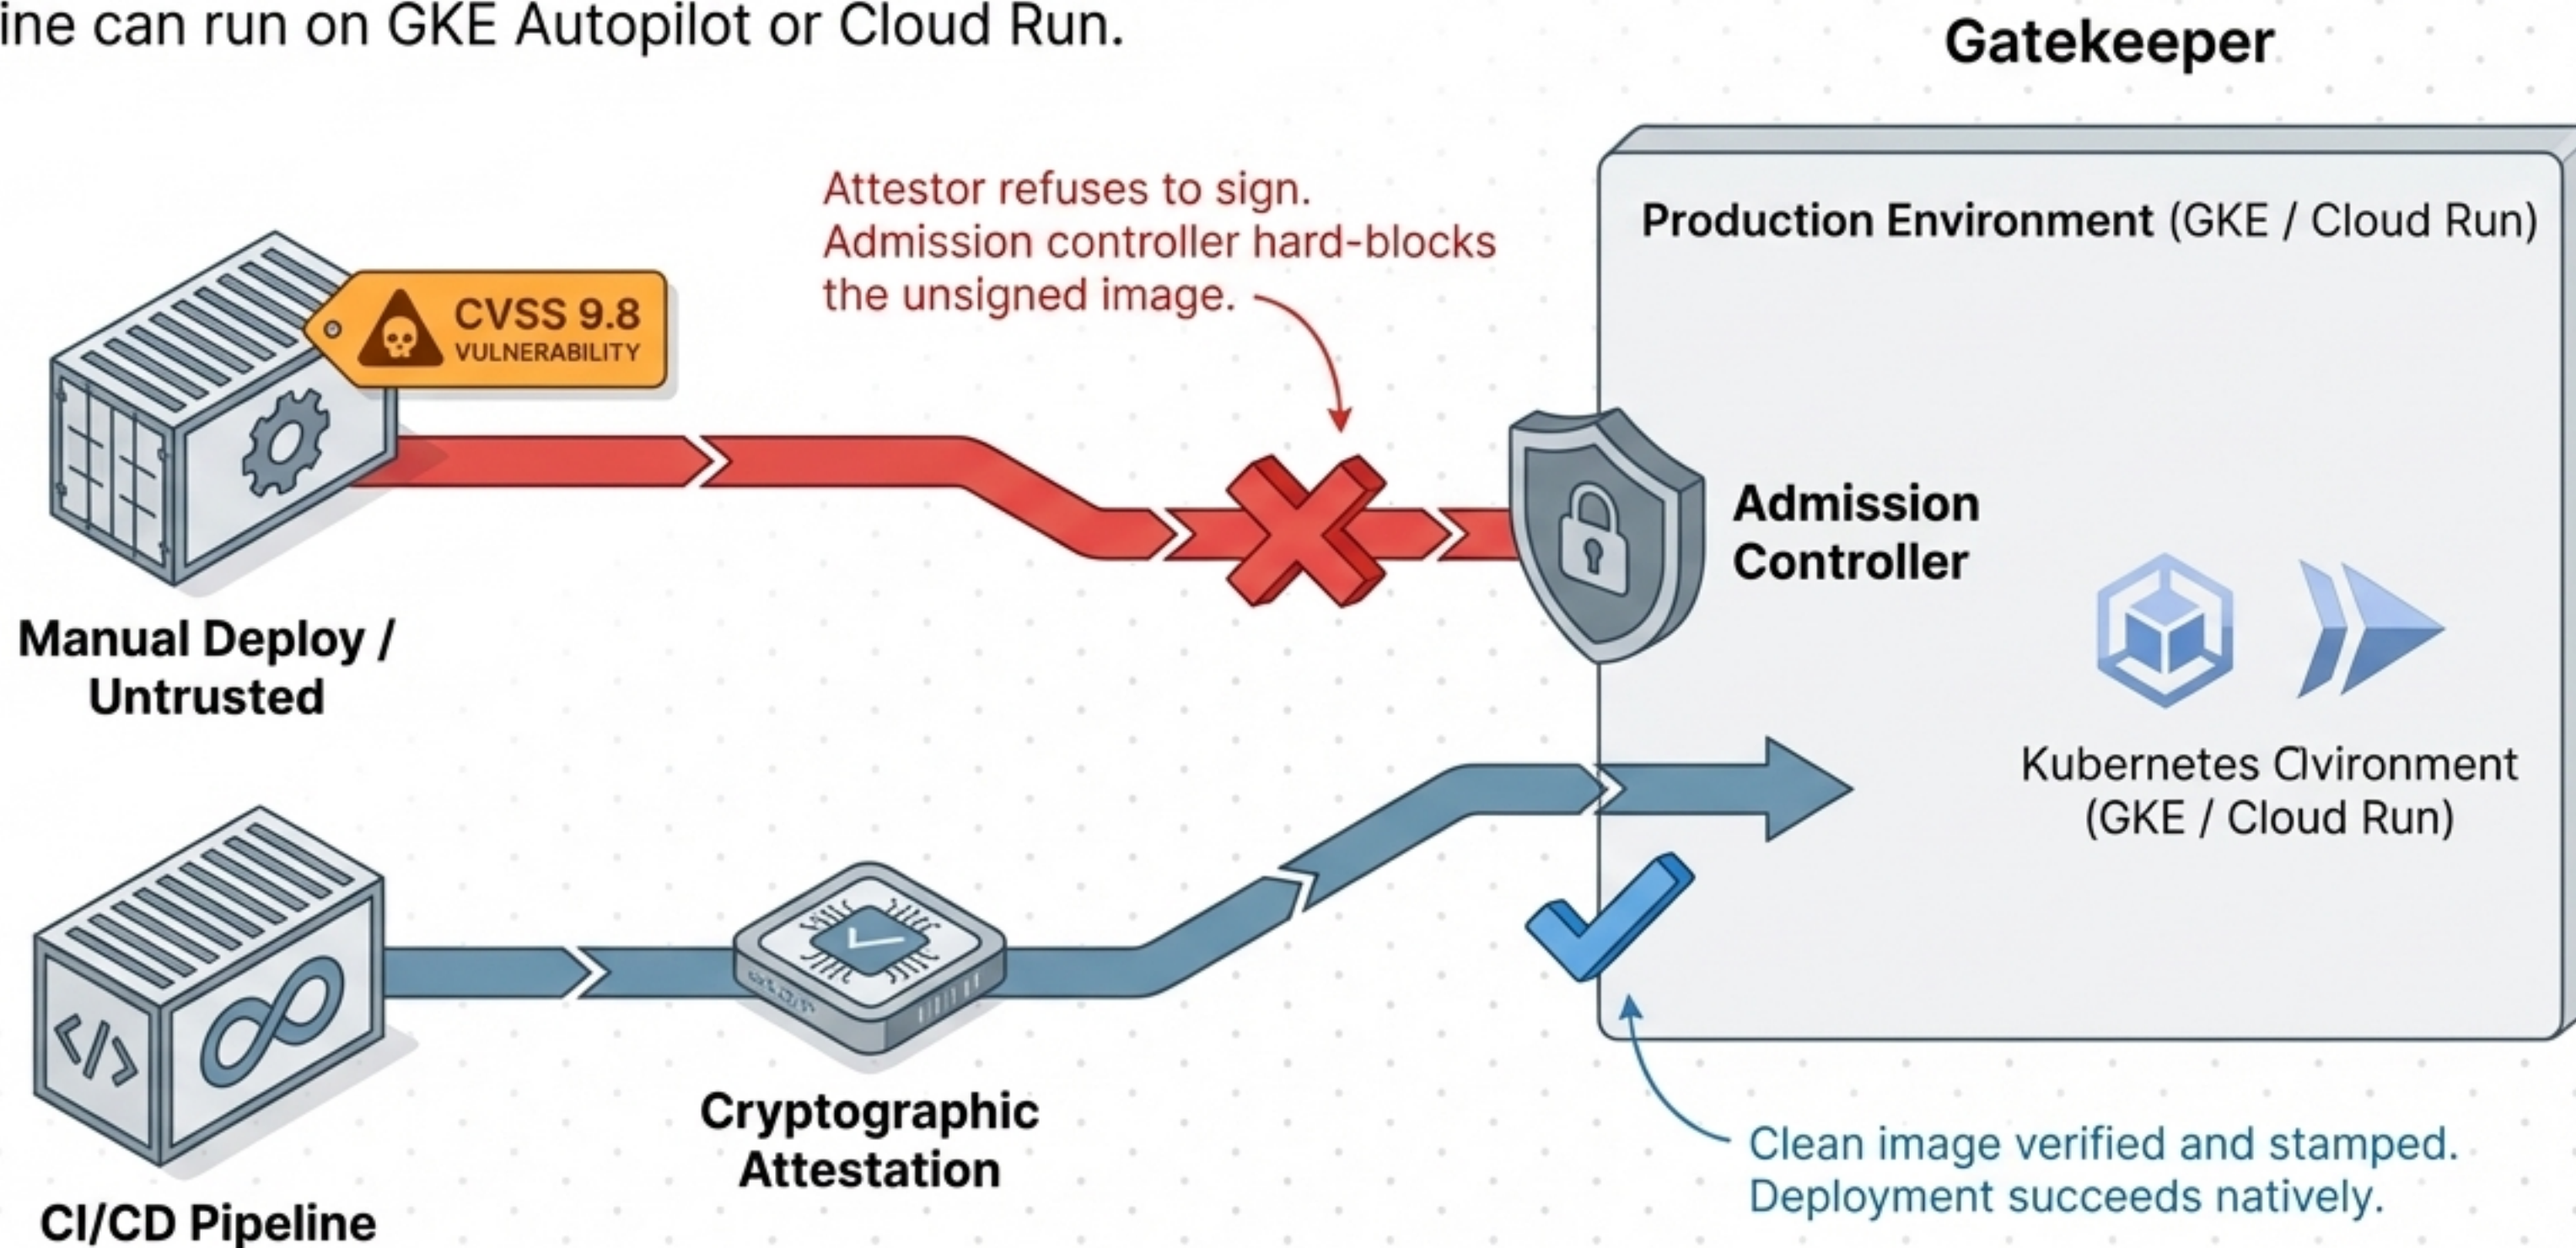 ine can run on GKE Autopilot or Cloud Run.
Gatekeeper
Attestor refuses to sign.
Admission controller hard-blocks
the unsigned image.
Production Environment (GKE / Cloud Run)
CVSS 9.8
VULNERABILITY
Admission
Controller
Manual Deploy /
Untrusted
Kubernetes Clvironment
(GKE / Cloud Run)
</>
Cryptographic
Attestation
Clean image verified and stamped.
Deployment succeeds natively.
CI/CD Pipeline